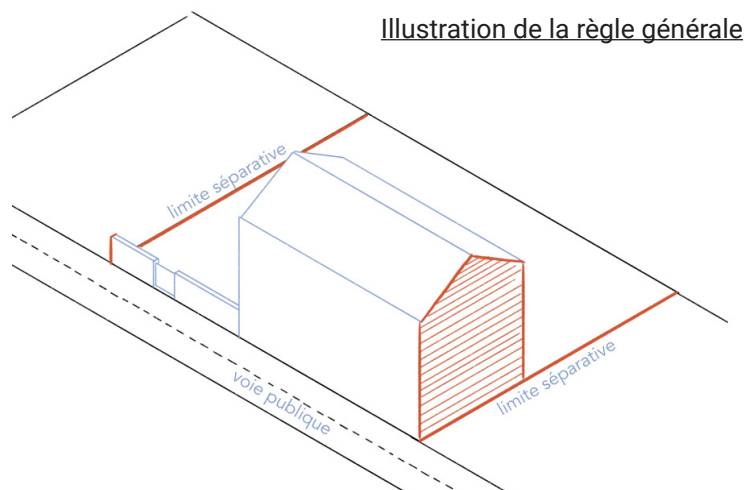 Illustration de la règle générale
limite séparative
voie publique
limite séparative